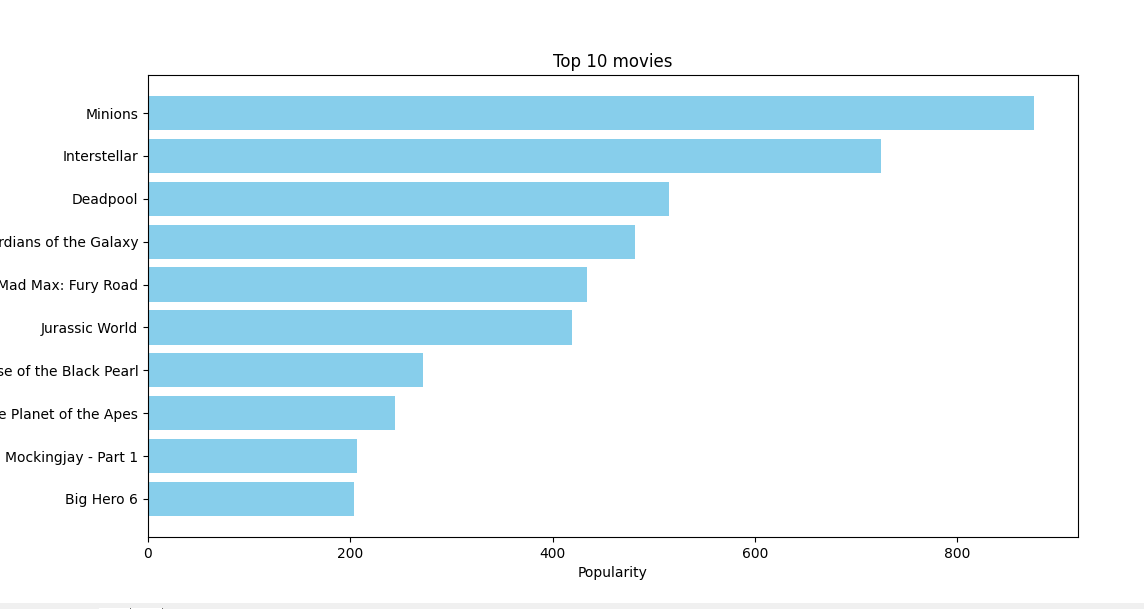 Top 10 movies
Minions
Interstellar
Deadpool
rdians of the Galaxy
Mad Max: Fury Road
Jurassic World
se of the Black Pearl
e Planet of the Apes
Mockingjay - Part 1
Big Hero 6
0 200 400 600 800
Popularity